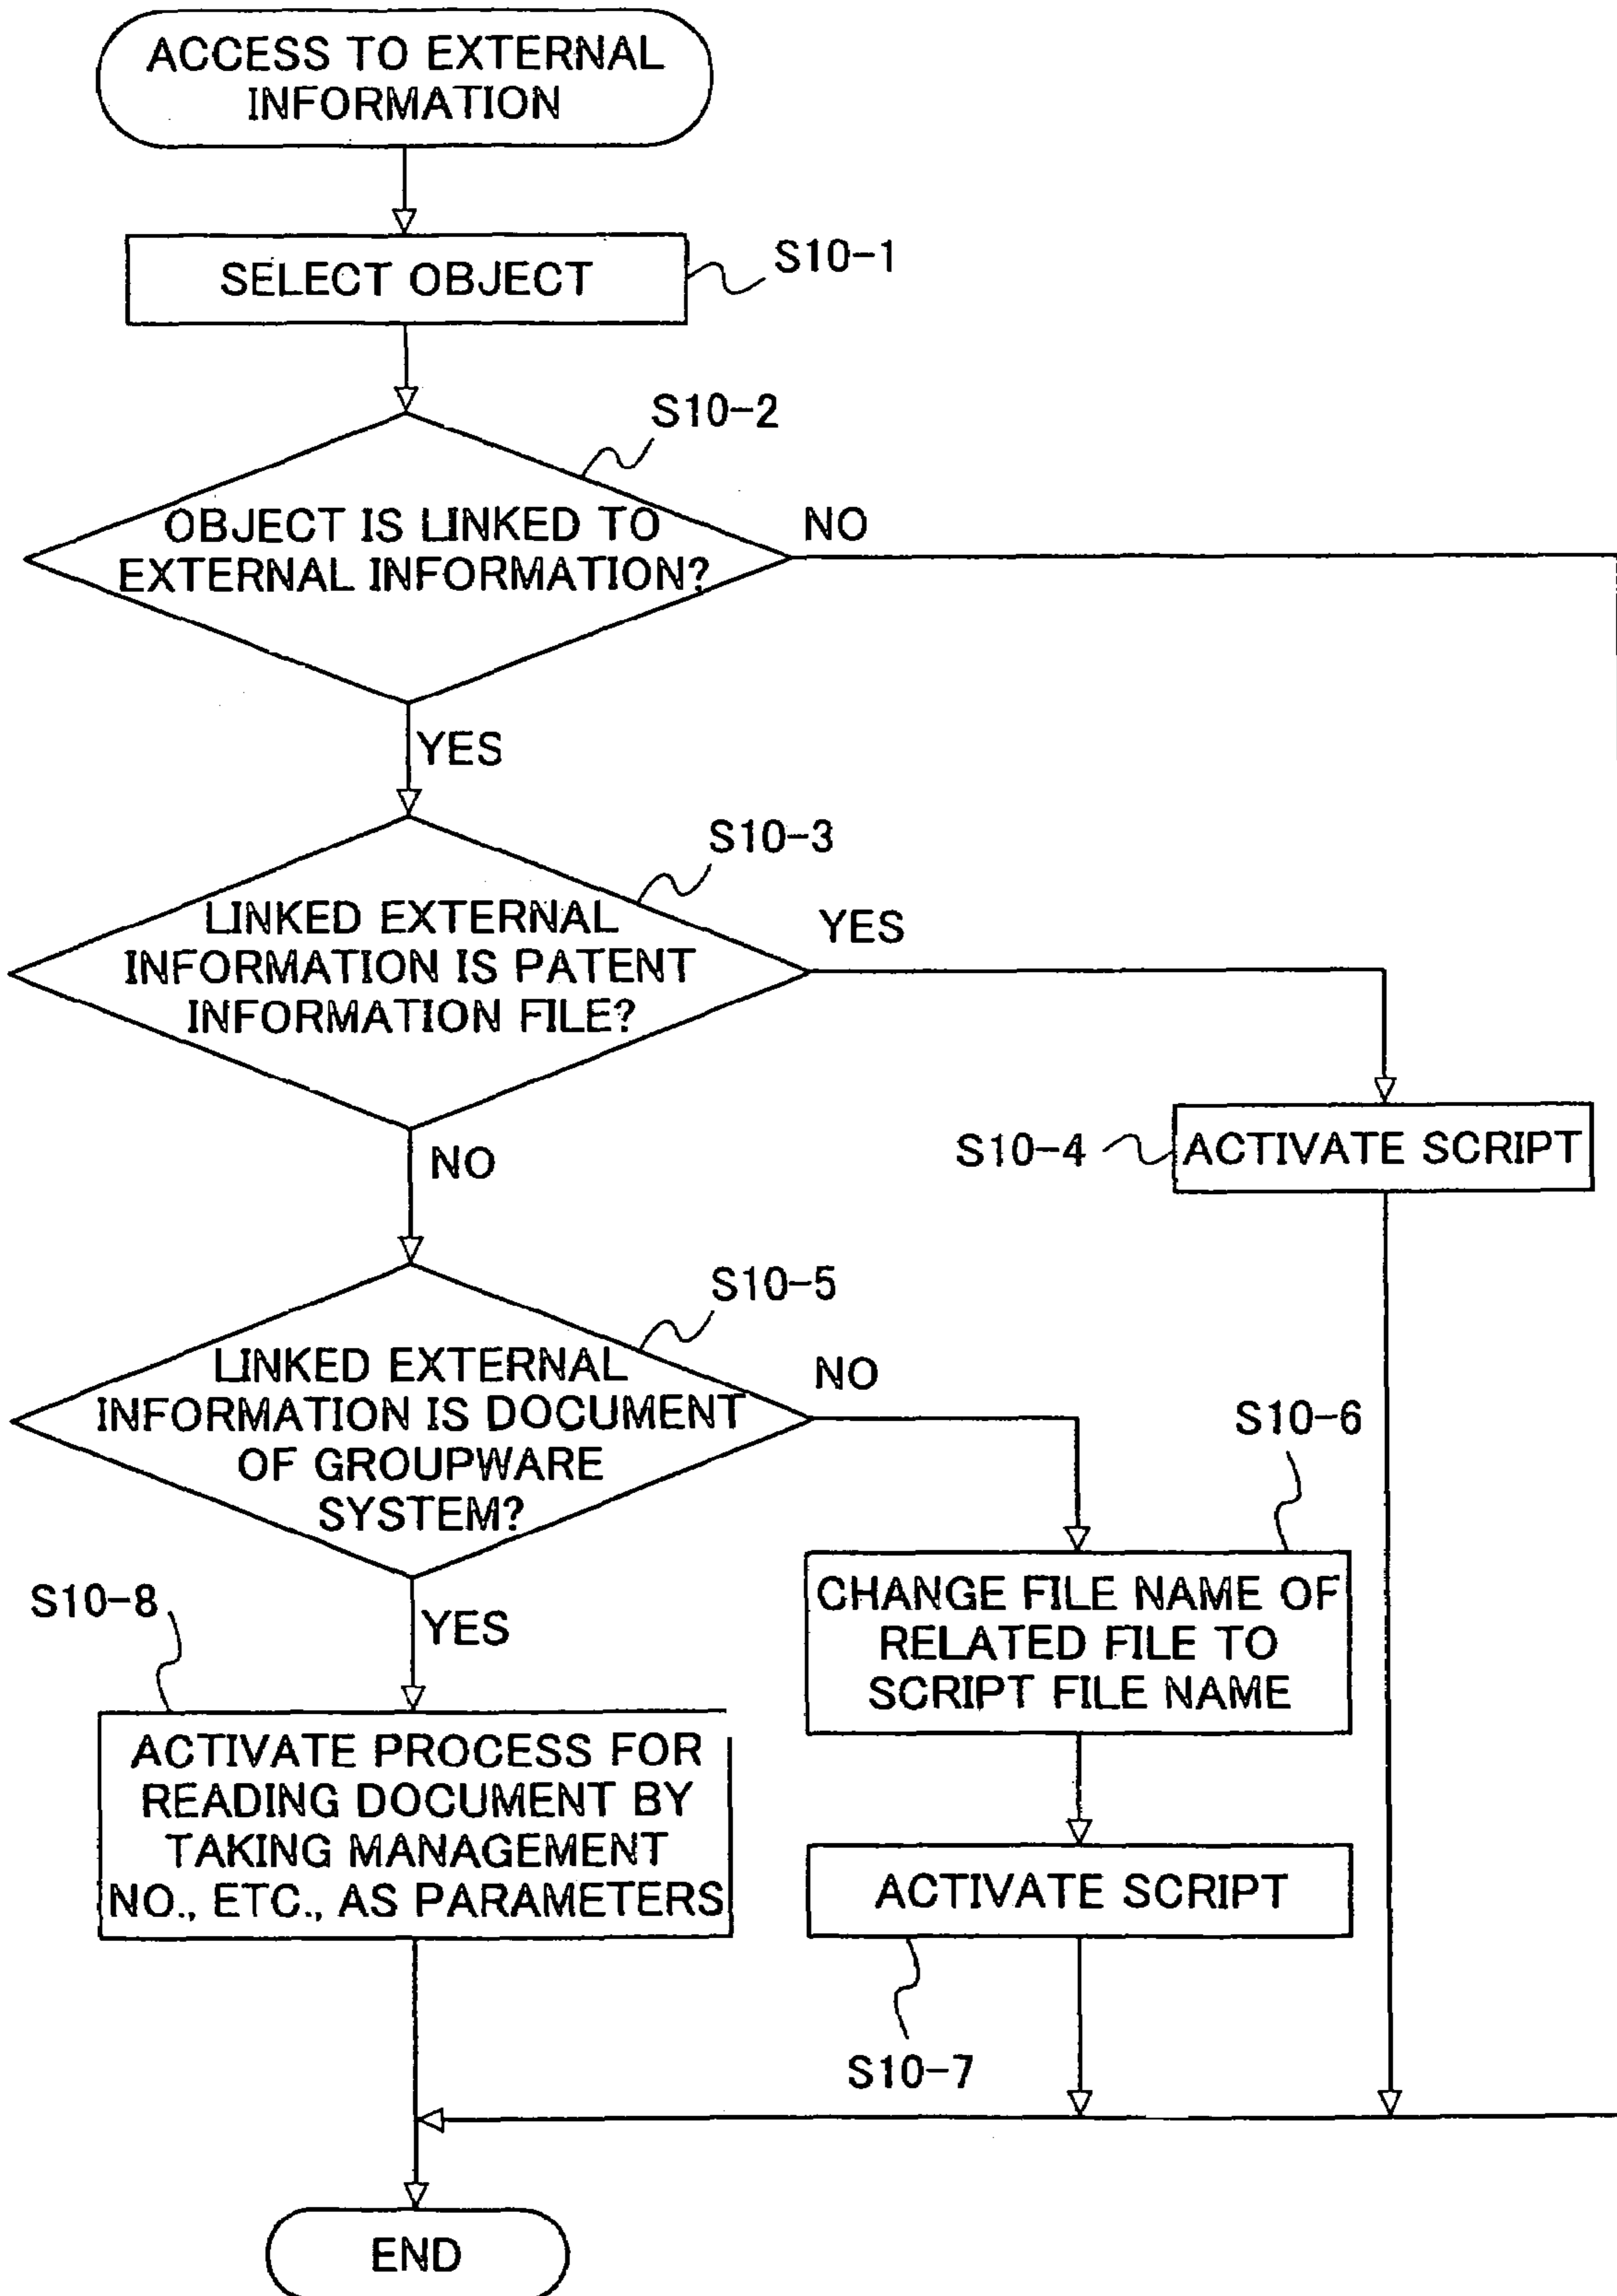 ACCESS TO EXTERNAL
INFORMATION
SELECT OBJECT
S10-1
S10-2
OBJECT IS LINKED TO
EXTERNAL INFORMATION?
NO
YES
S10-3
LINKED EXTERNAL
INFORMATION IS PATENT
INFORMATION FILE?
YES
S10-4
ACTIVATE SCRIPT
NO
S10-5
LINKED EXTERNAL
INFORMATION IS DOCUMENT
OF GROUPWARE
SYSTEM?
NO
S10-6
CHANGE FILE NAME OF
RELATED FILE TO
SCRIPT FILE NAME
S10-8
YES
ACTIVATE PROCESS FOR
READING DOCUMENT BY
TAKING MANAGEMENT
NO., ETC., AS PARAMETERS
ACTIVATE SCRIPT
S10-7
END